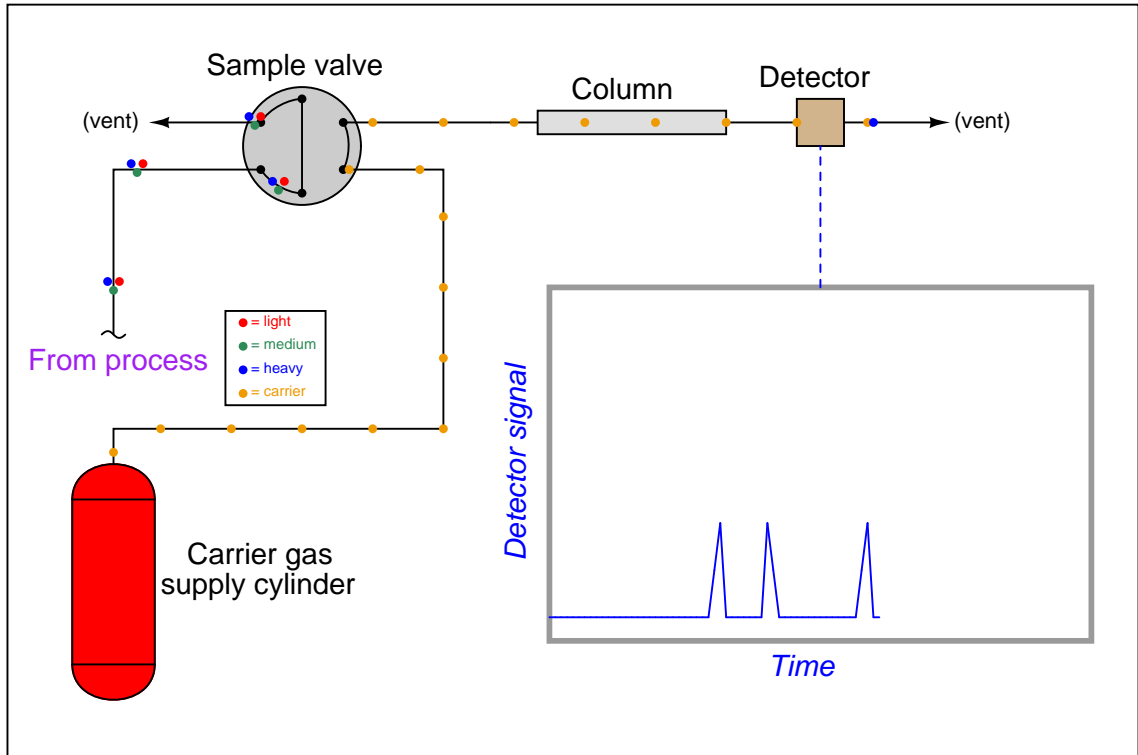 Sample valve
Column
Detector
(vent)
(vent)
= light
= medium
= heavy
= carrier
From process
Carrier gas
supply cylinder
Detector signal
Time